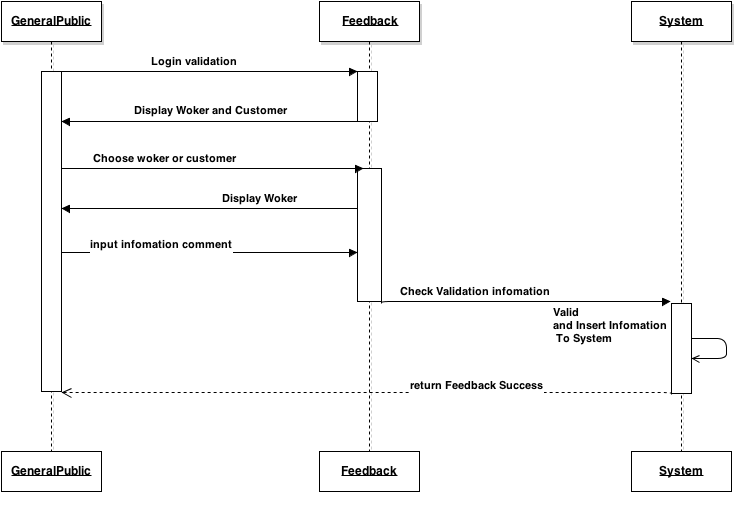 GeneralPublic
Feedback
System
Login validation
Display Woker and Customer
Choose woker or customer
Display Woker
input infomation comment
Check Validation infomation
Valid
and Insert Infomation
To System
return Feedback Success
GeneralPublic
Feedback
System